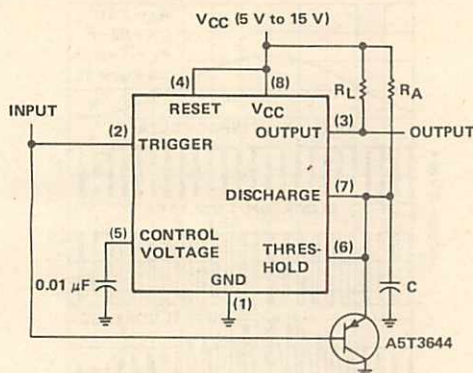 VCC (5 V to 15 V)
(4)
(8)
RL
RA
INPUT
RESET
VCC
(2)
OUTPUT
(3)
OUTPUT
TRIGGER
DISCHARGE
(7)
(5)
CONTROL
VOLTAGE
THRES-
HOLD
(6)
0.01 μF
GND
(1)
C
A5T3644